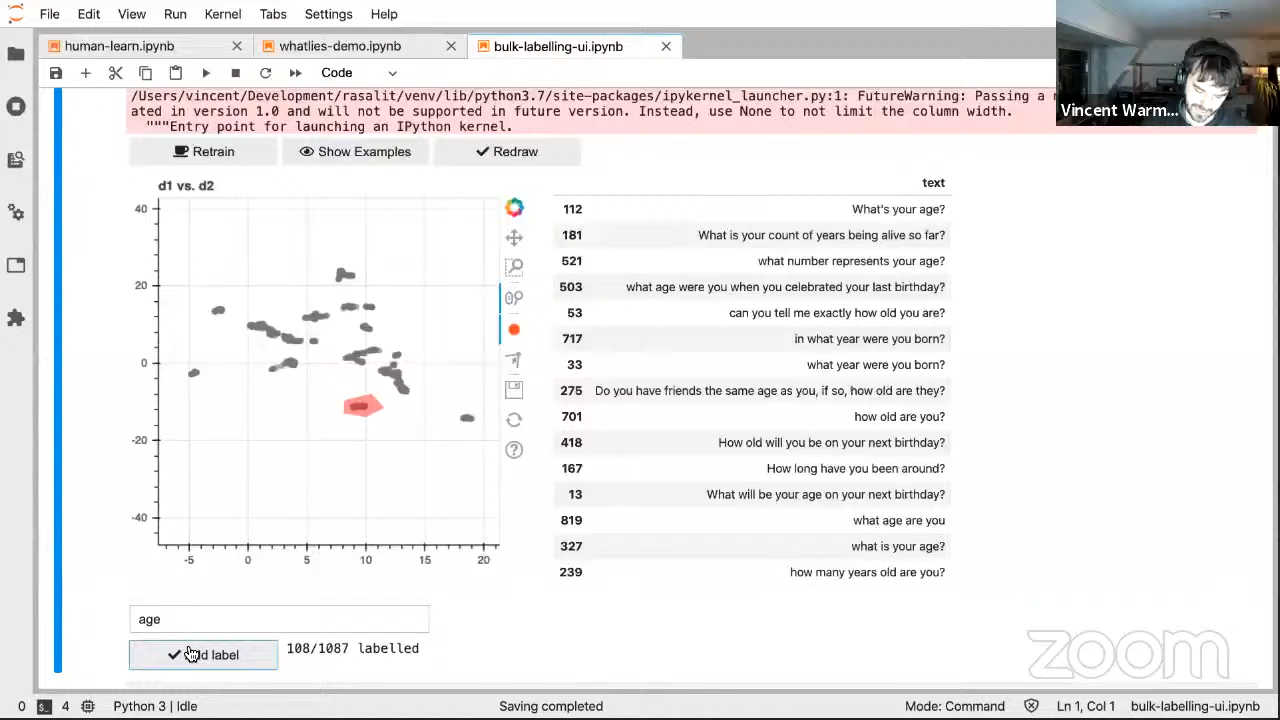 File Edit View Run Kernel Tabs Settings Help
human-learn.ipynb whatlies-demo.ipynb bulk-labelling-ui.ipynb
Code
/Users/vincent/Development/rasalit/venv/lib/python3.7/site-packages/ipykernel_launcher.py:1: FutureWarning: Passing a
ated in version 1.0 and will not be supported in future version. Instead, use None to not limit the column width.
"""Entry point for launching an IPython kernel.
Vincent Warm...
Retrain Show Examples Redraw
d1 vs. d2
40
20
0
-20
-40
-5 0 5 10 15 20
text
112 What's your age?
181 What is your count of years being alive so far?
521 what number represents your age?
503 what age were you when you celebrated your last birthday?
53 can you tell me exactly how old you are?
717 in what year were you born?
33 what year were you born?
275 Do you have friends the same age as you, if so, how old are they?
701 how old are you?
418 How old will you be on your next birthday?
167 How long have you been around?
13 What will be your age on your next birthday?
819 what age are you
327 what is your age?
239 how many years old are you?
age
label 108/1087 labelled
zoom
0 4 Python 3 | Idle Saving completed Mode: Command Ln 1, Col 1 bulk-labelling-ui.ipynb